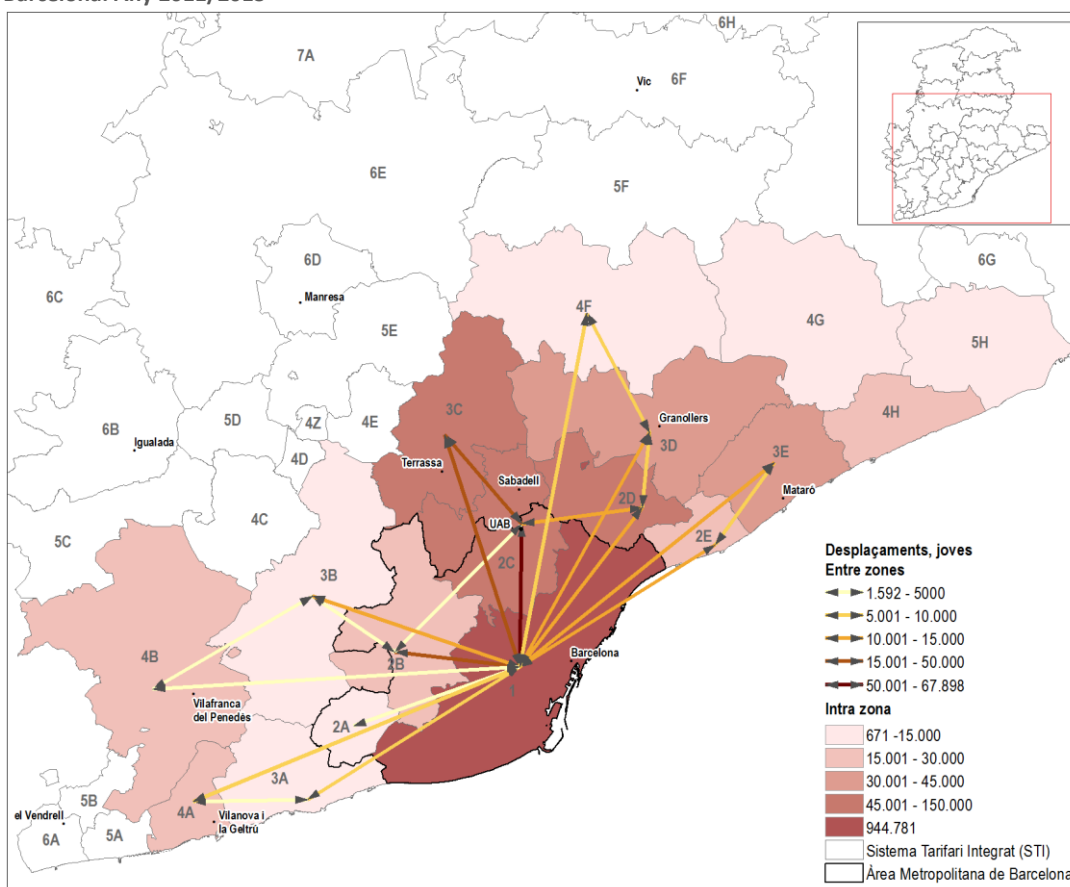 6H
7A
Vic
6F
6E
5F
6D
6G
6C
Manresa
5E
4F
4G
5H
3C
4H
5D
4Z
4E
Granollers
6B
Igualada
4D
3D
3E
Terrassa
Sabadell
Mataró
4C
2D
UAB
2E
5C
2C
3B
4B
2B
Barcelona
1
Vilafranca
del Penedès
2A
3A
5B
el Vendrell
4A
Vilanova i
la Geltrú
6A
5A
Desplaçaments, joves
Entre zones
1.592 - 5000
5.001 - 10.000
10.001 - 15.000
15.001 - 50.000
50.001 - 67.898
Intra zona
671 -15.000
15.001 - 30.000
30.001 - 45.000
45.001 - 150.000
944.781
Sistema Tarifari Integrat (STI)
Àrea Metropolitana de Barcelona